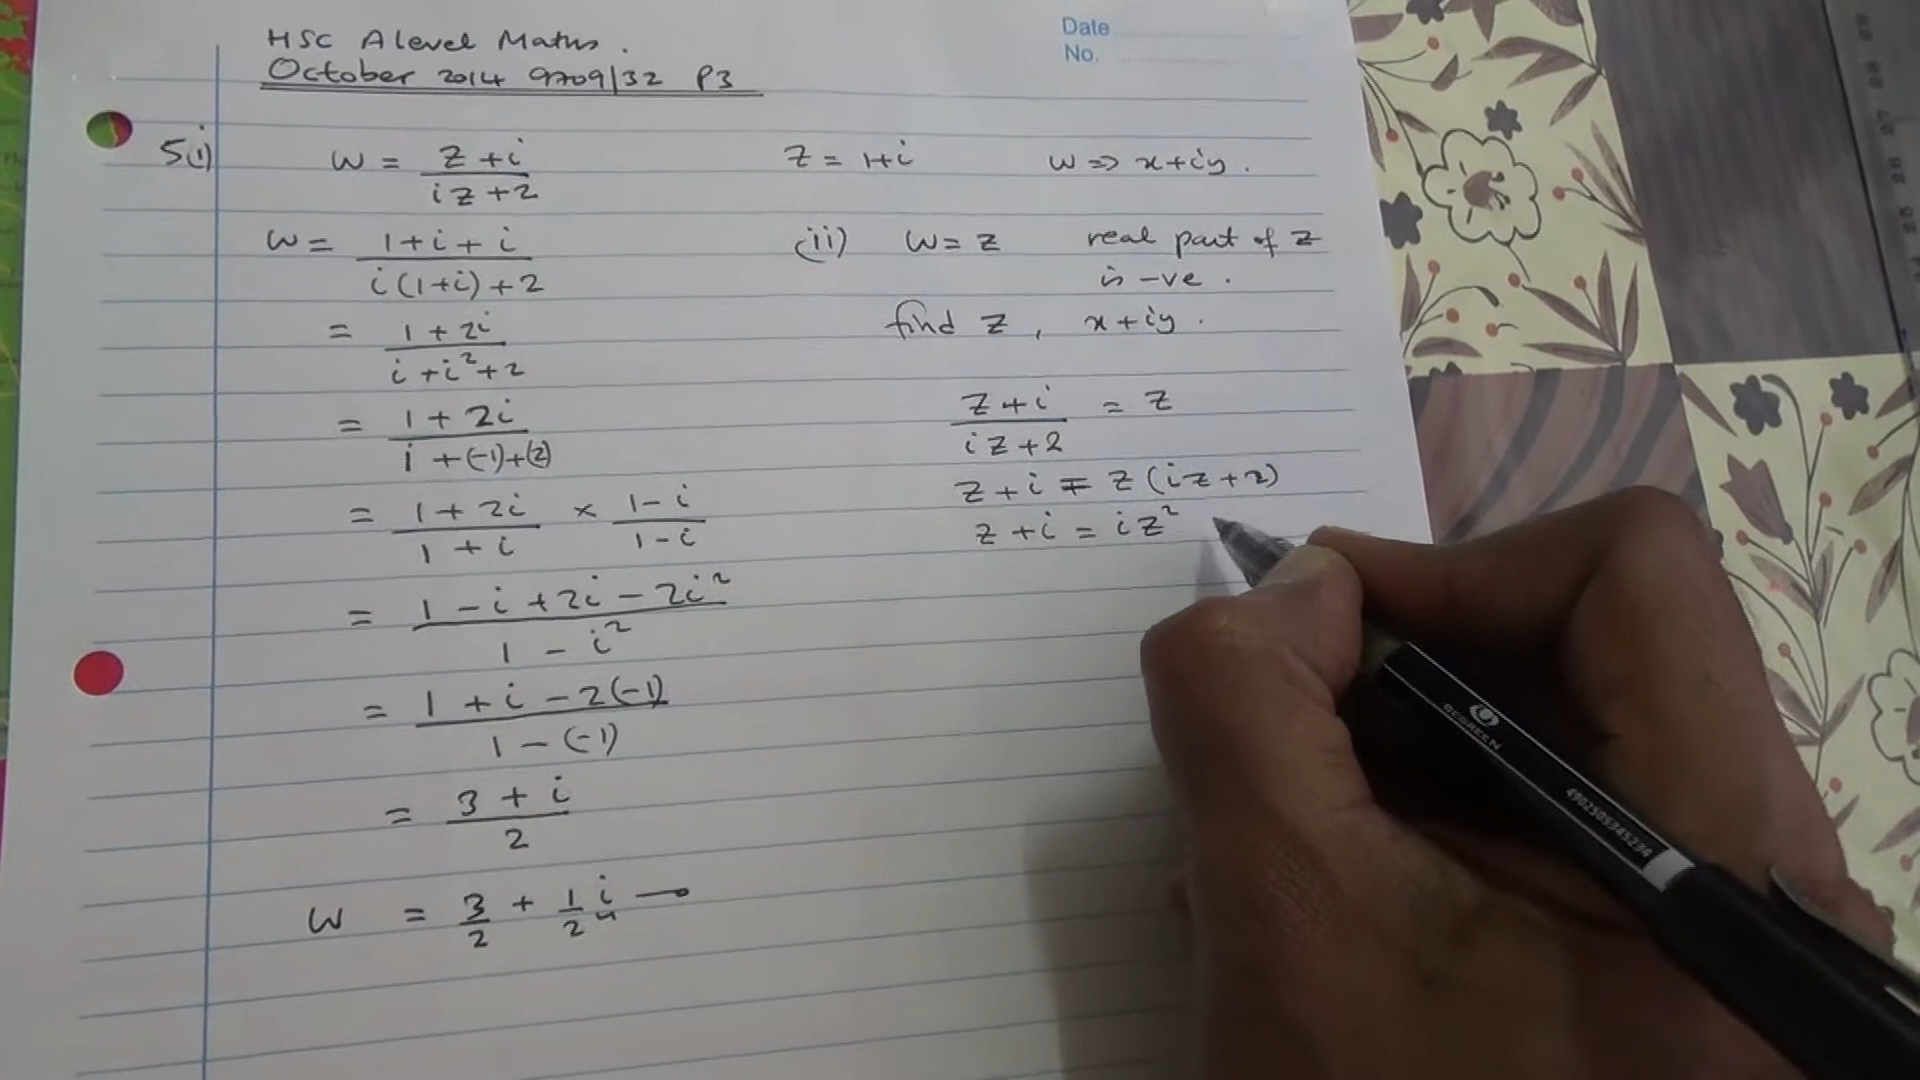 HSC A level Maths.
October 2014 9709/32 P3
Date
No.
5(i)
w = z + i / iz + 2
z = 1+i
w => x+iy.
w = 1+i+i / i(1+i)+2
= 1+2i / i+i²+2
= 1+2i / i+(-1)+(2)
= 1+2i / 1+i × 1-i / 1-i
= 1-i+2i-2i² / 1-i²
= 1+i-2(-1) / 1-(-1)
= 3+i / 2
w = 3/2 + 1/2 i
(ii) w = z real part of z
is -ve.
find z, x+iy.
z+i / iz+2 = z
z+i = z(iz+2)
z+i = iz²
BEGREEN
4902505345234